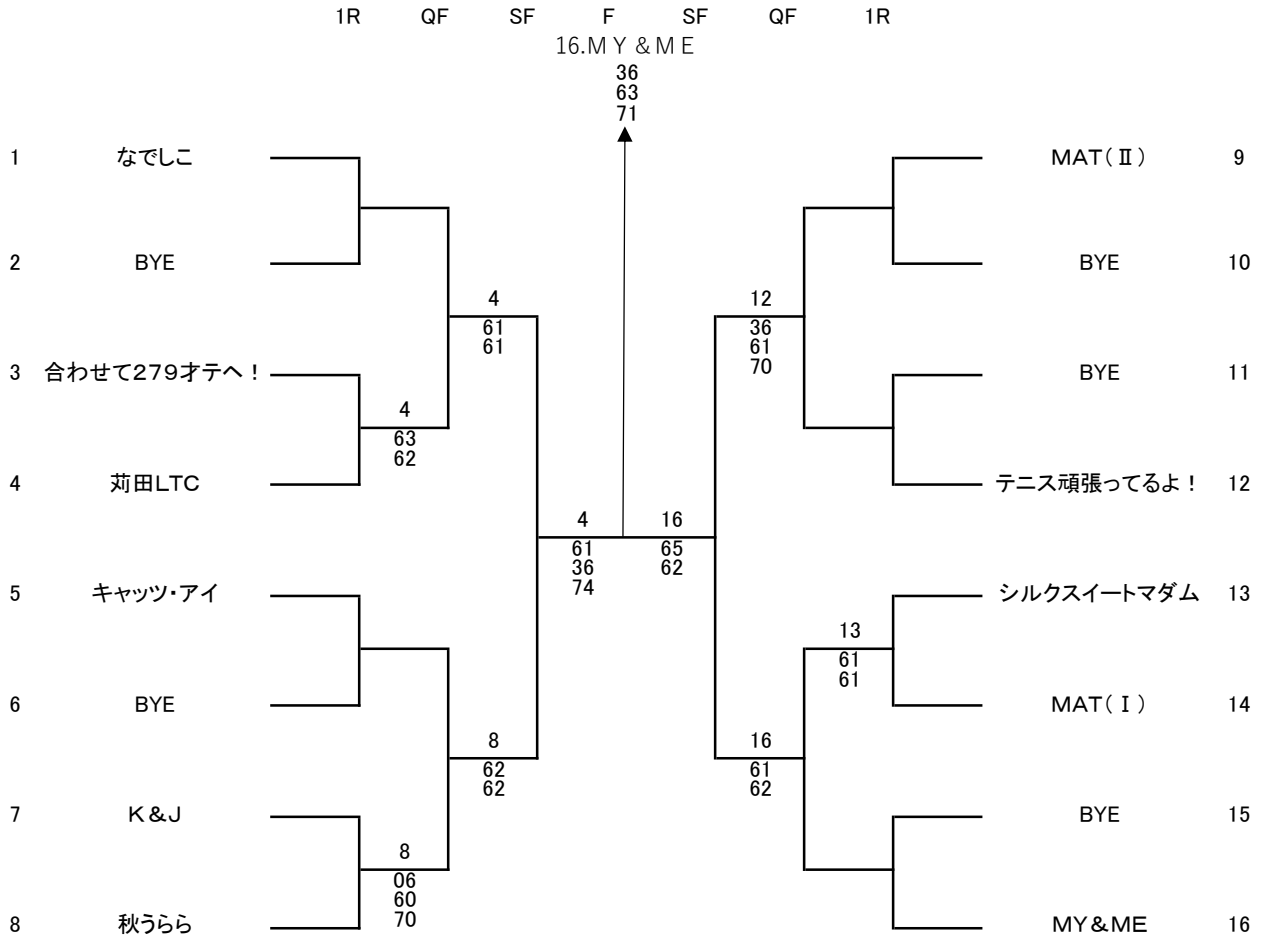 1R QF SF F SF QF 1R
16.MY&ME
36
63
71
1 なでしこ MAT(Ⅱ) 9
2 BYE BYE 10
4 12
61 36
61 61
70
3 合わせて279才テヘ！ BYE 11
4
63
62
4 苅田LTC テニス頑張ってるよ！ 12
4 16
61 65
36 62
74
5 キャッツ・アイ シルクスイートマダム 13
13
61
61
6 BYE MAT(Ⅰ) 14
8 16
62 61
62 62
7 K&J BYE 15
8
06
60
70
8 秋うらら MY&ME 16